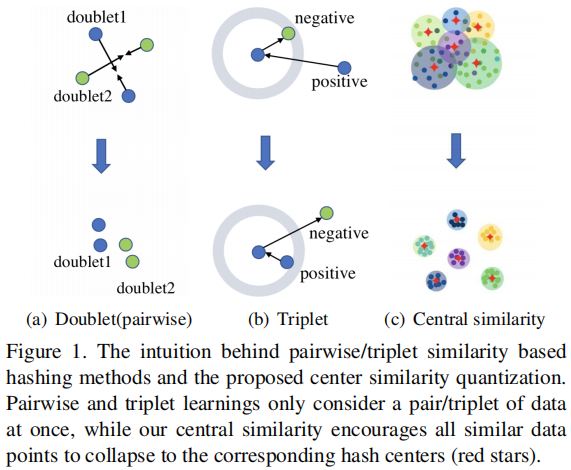 doublet1
doublet2
doublet1
doublet2
(a) Doublet(pairwise)
negative
positive
negative
positive
(b) Triplet
(c) Central similarity
Figure 1. The intuition behind pairwise/triplet similarity based
hashing methods and the proposed center similarity quantization.
Pairwise and triplet learnings only consider a pair/triplet of data
at once, while our central similarity encourages all similar data
points to collapse to the corresponding hash centers (red stars).